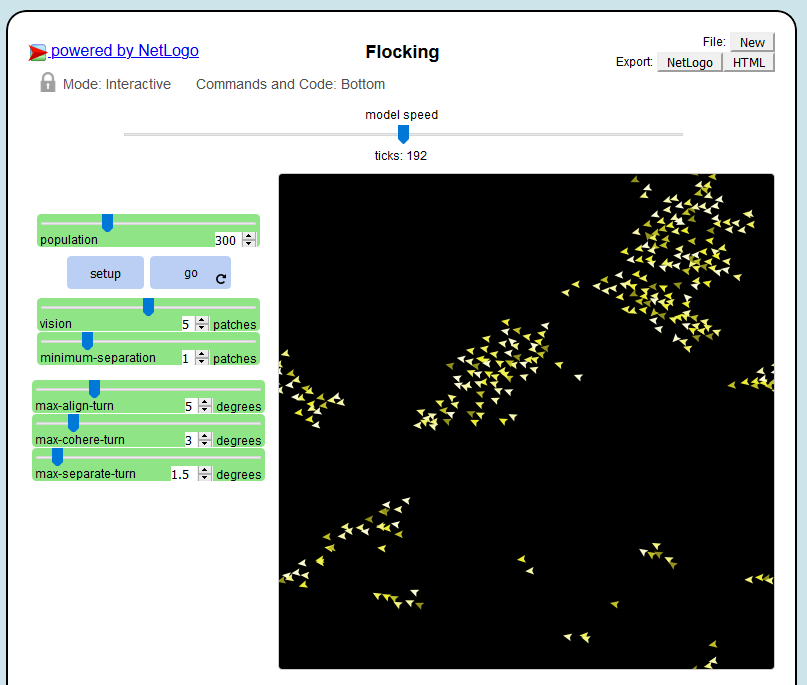 powered by NetLogo
Flocking
File: New
Export: NetLogo HTML
Mode: Interactive Commands and Code: Bottom
model speed
ticks: 192
population 300
setup go
vision 5 patches
minimum-separation 1 patches
max-align-turn 5 degrees
max-cohere-turn 3 degrees
max-separate-turn 1.5 degrees